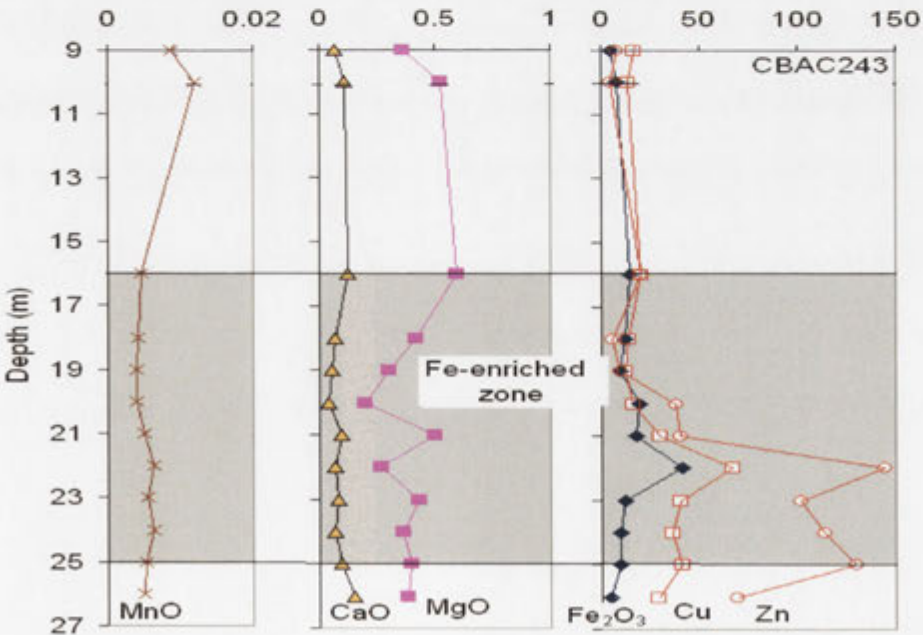 0 0.02 0 0.5 1 0 50 100 150
CBAC243
9
11
13
15
17
19
21
23
25
27
Depth (m)
Fe-enriched
zone
MnO CaO MgO Fe₂O₃ Cu Zn